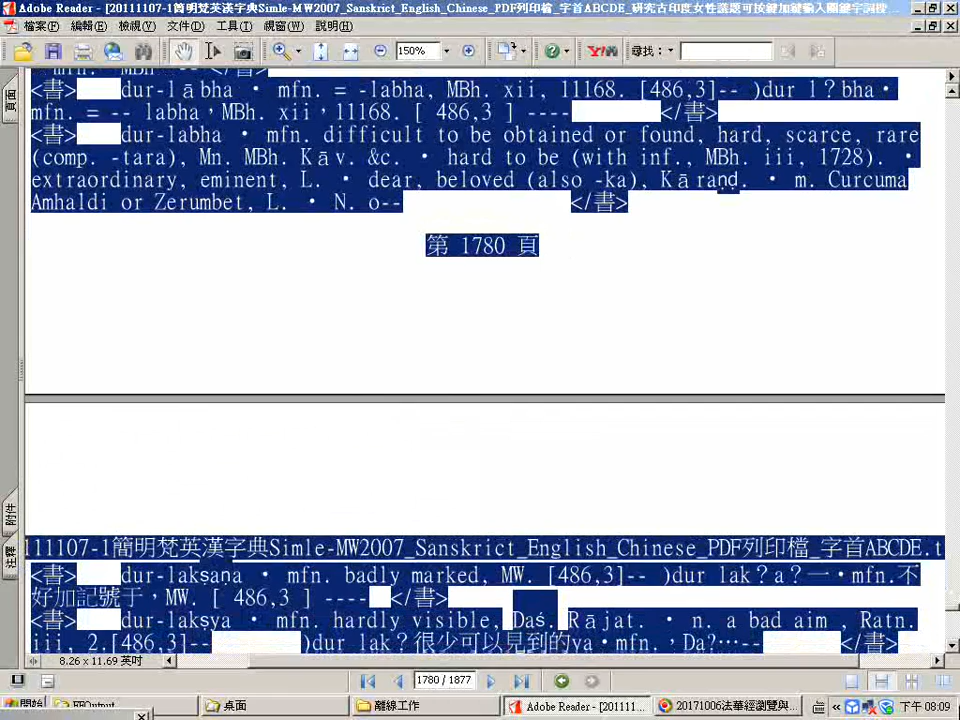 Adobe Reader - [20111107-1簡明梵英漢字典Simle-MW2007_Sanskrict_English_Chinese_PDF列印檔_字首ABCDE_研究古印度女性議題可按鍵加鍵輸入關鍵字詞搜
檔案(F) 編輯(E) 檢視(V) 文件(D) 工具(T) 視窗(W) 說明(H)
150% 尋找:
頁面
mfn. MBh </書>
<書> dur-lābha • mfn. = -labha, MBh. xii, 11168. [486,3]-- )dur l?bha•
mfn. = -- labha,MBh. xii,11168. [ 486,3 ] ---- </書>
<書> dur-labha • mfn. difficult to be obtained or found, hard, scarce, rare
(comp. -tara), Mn. MBh. Kāv. &c. • hard to be (with inf., MBh. iii, 1728). •
extraordinary, eminent, L. • dear, beloved (also -ka), Kāraṇḍ. • m. Curcuma
Amhaldi or Zerumbet, L. • N. o-- </書>
第 1780 頁
附件
注釋
111107-1簡明梵英漢字典Simle-MW2007_Sanskrict_English_Chinese_PDF列印檔_字首ABCDE.t
<書> dur-lakṣaṇa • mfn. badly marked, MW. [486,3]-- )dur lak?a?一•mfn.不
好加記號于,MW. [ 486,3 ] ---- </書>
<書> dur-lakṣya • mfn. hardly visible, Daś. Rājat. • n. a bad aim , Ratn.
iii, 2.[486,3]-- )dur lak?很少可以見到的ya•mfn.,Da?…-- </書>
8.26 x 11.69 英吋
1780 / 1877
開始 FFOutput 桌面 離線工作 Adobe Reader - [201111... 20171006法華經瀏覽與... 下午 08:09